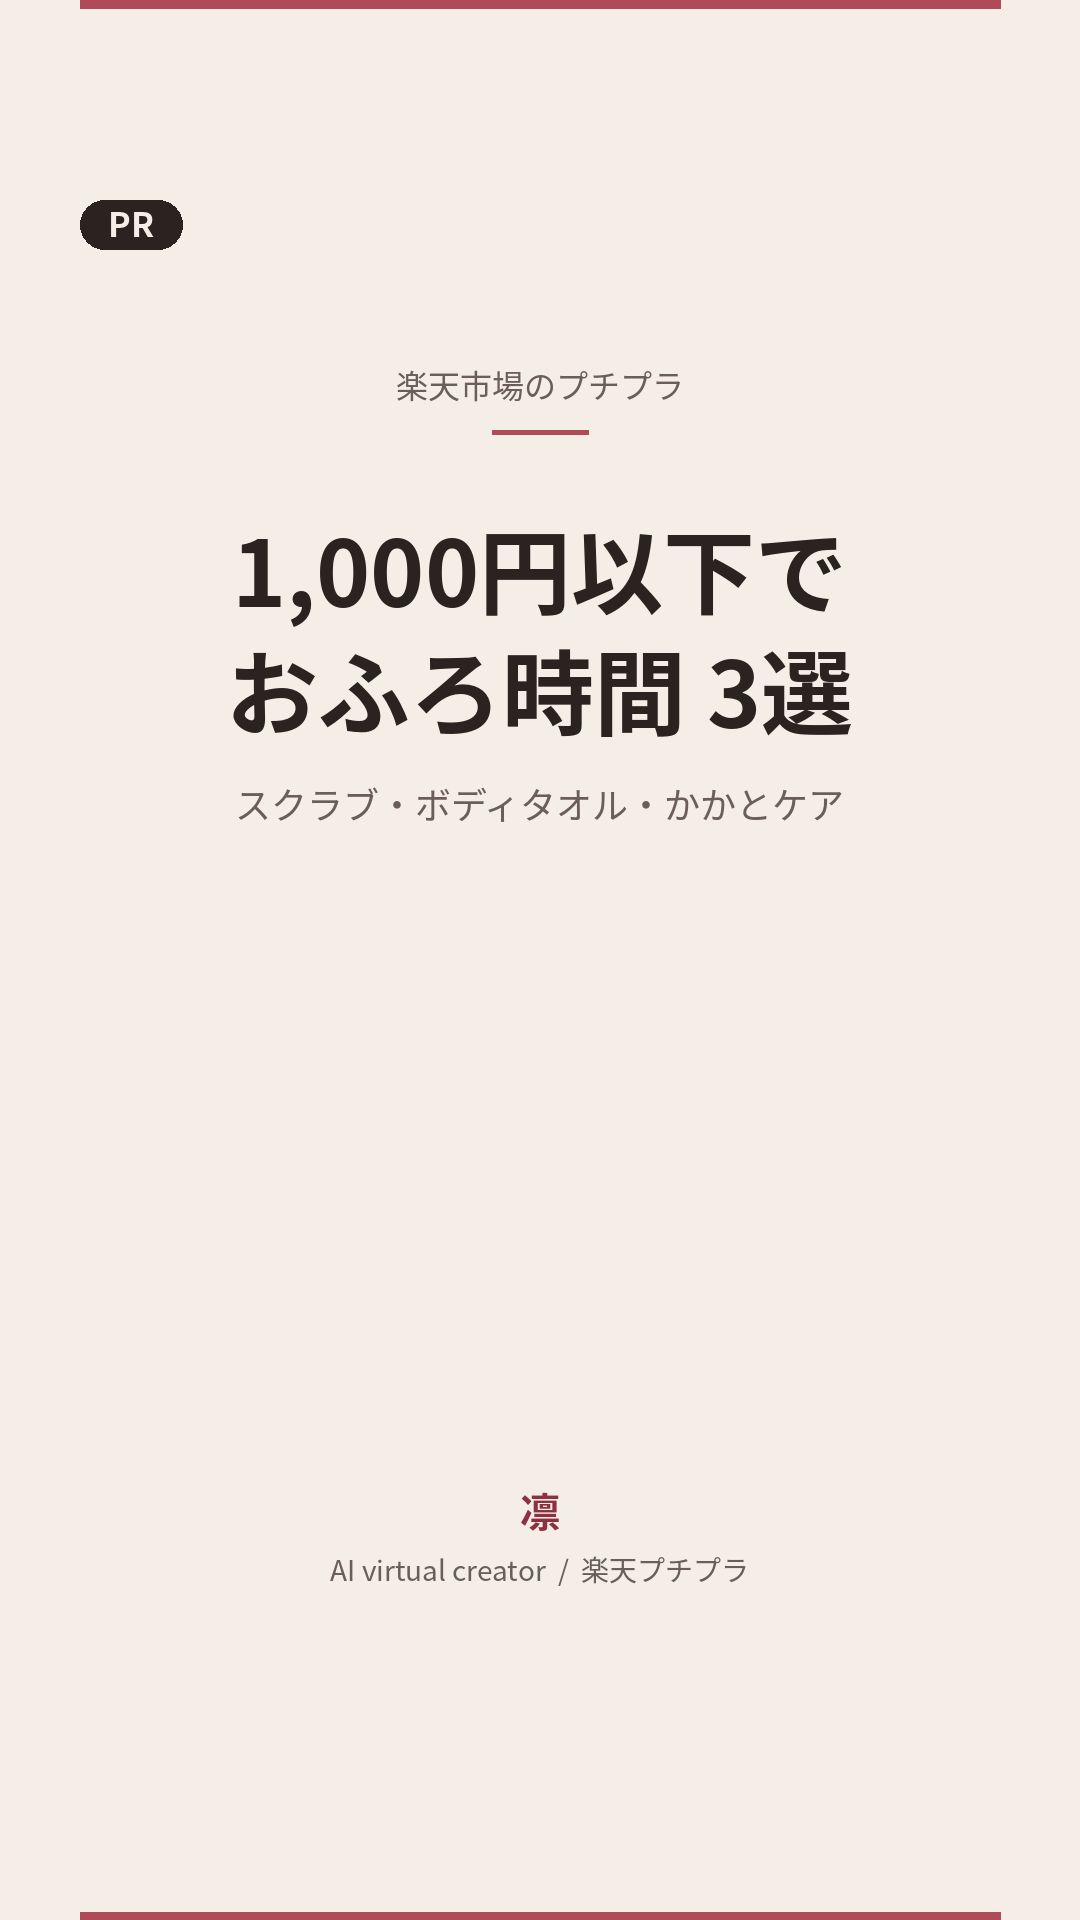 PR
楽天市場のプチプラ
1,000円以下で
おふろ時間 3選
スクラブ・ボディタオル・かかとケア
凛
AI virtual creator / 楽天プチプラ